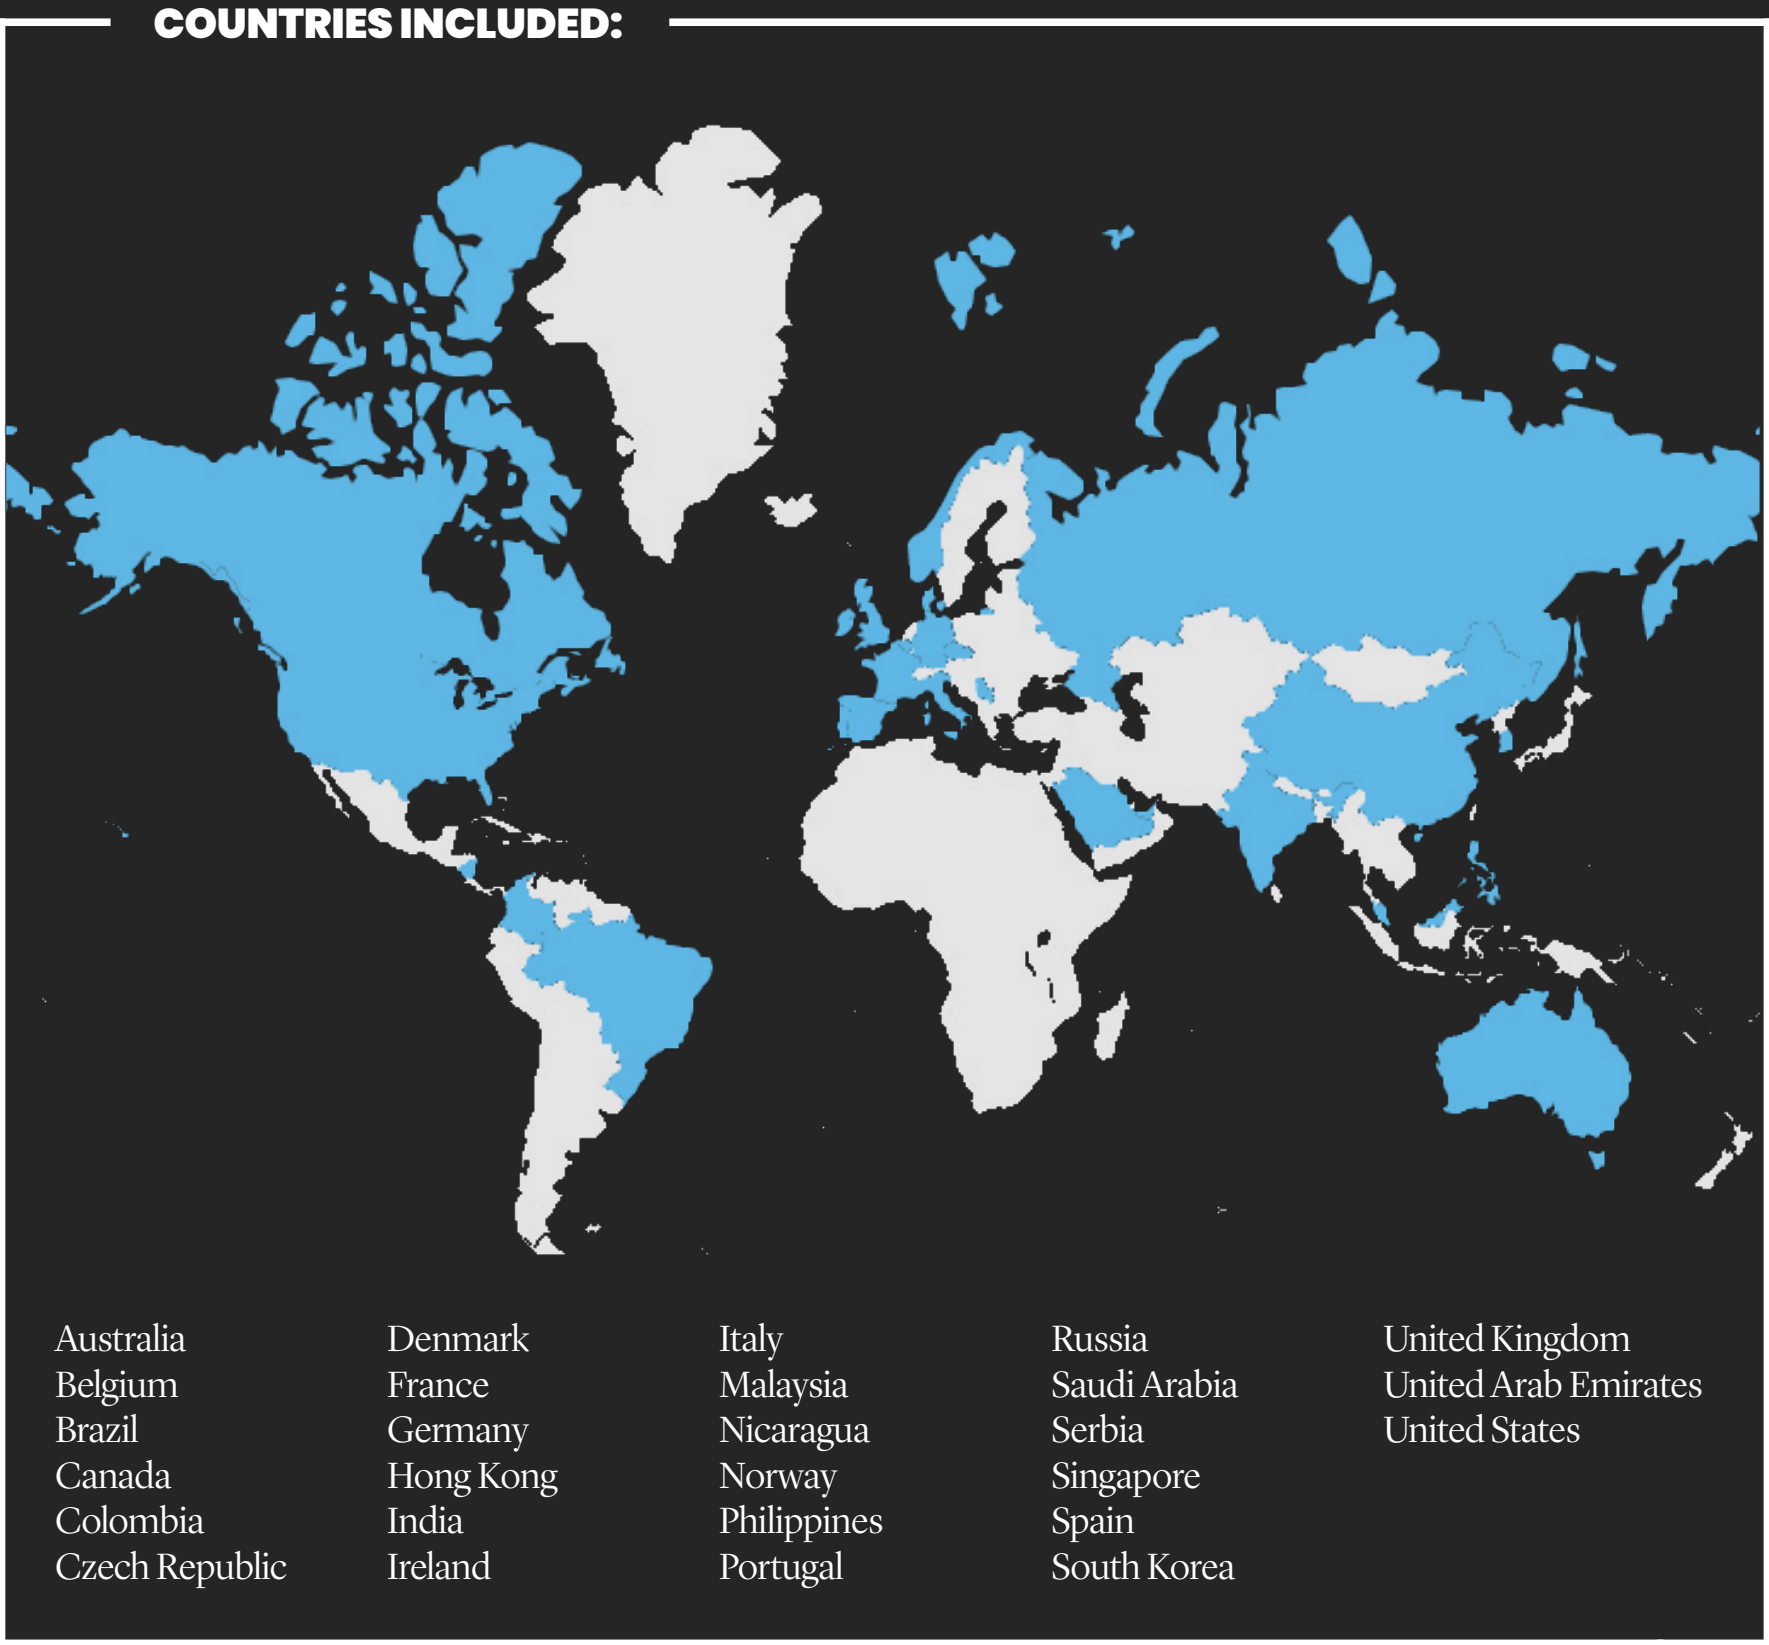 COUNTRIES INCLUDED:
Australia
Belgium
Brazil
Canada
Colombia
Czech Republic
Denmark
France
Germany
Hong Kong
India
Ireland
Italy
Malaysia
Nicaragua
Norway
Philippines
Portugal
Russia
Saudi Arabia
Serbia
Singapore
Spain
South Korea
United Kingdom
United Arab Emirates
United States